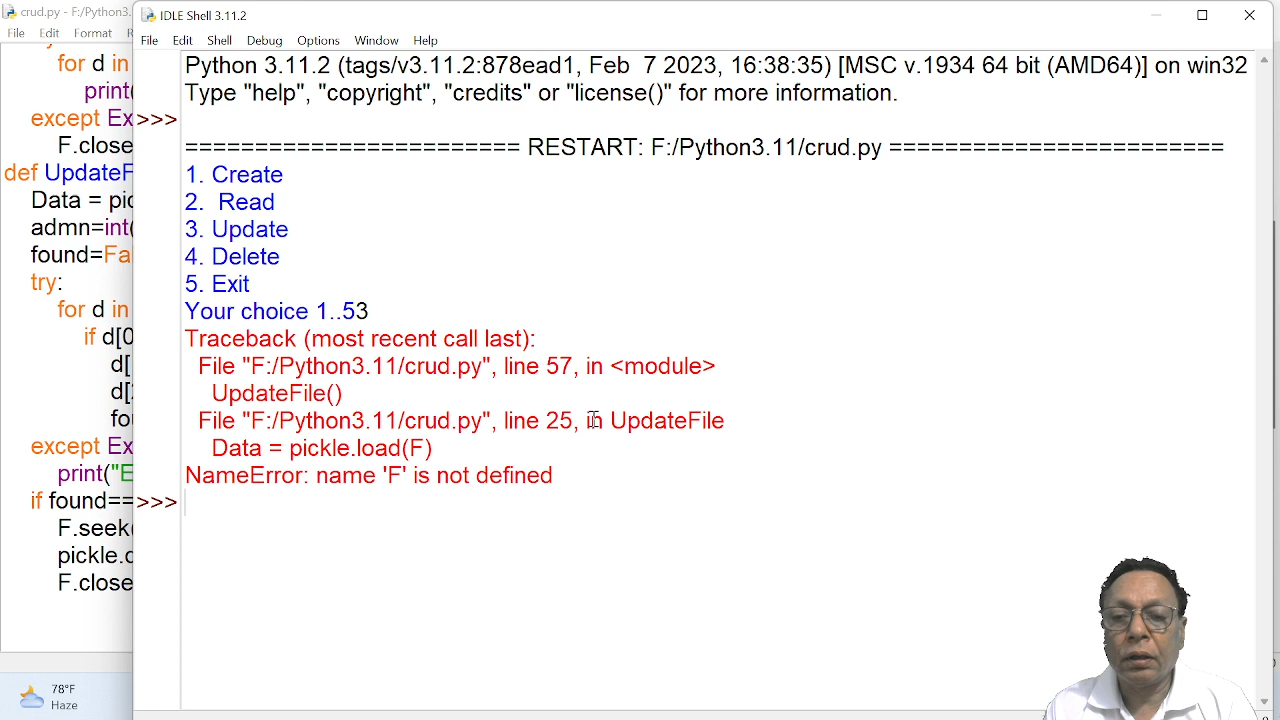 crud.py - F:/Python3.
File Edit Format R
for d in
print(
except Ex
F.close
def UpdateF
Data = pic
admn=int(
found=Fal
try:
for d in
if d[0
d[
d[2
fou
except Ex
print("E
if found==
F.seek(
pickle.d
F.close
78°F
Haze
IDLE Shell 3.11.2
File Edit Shell Debug Options Window Help
Python 3.11.2 (tags/v3.11.2:878ead1, Feb  7 2023, 16:38:35) [MSC v.1934 64 bit (AMD64)] on win32
Type "help", "copyright", "credits" or "license()" for more information.
>>>
======================== RESTART: F:/Python3.11/crud.py ========================
1. Create
2.  Read
3. Update
4. Delete
5. Exit
Your choice 1..53
Traceback (most recent call last):
File "F:/Python3.11/crud.py", line 57, in <module>
UpdateFile()
File "F:/Python3.11/crud.py", line 25, in UpdateFile
Data = pickle.load(F)
NameError: name 'F' is not defined
>>>